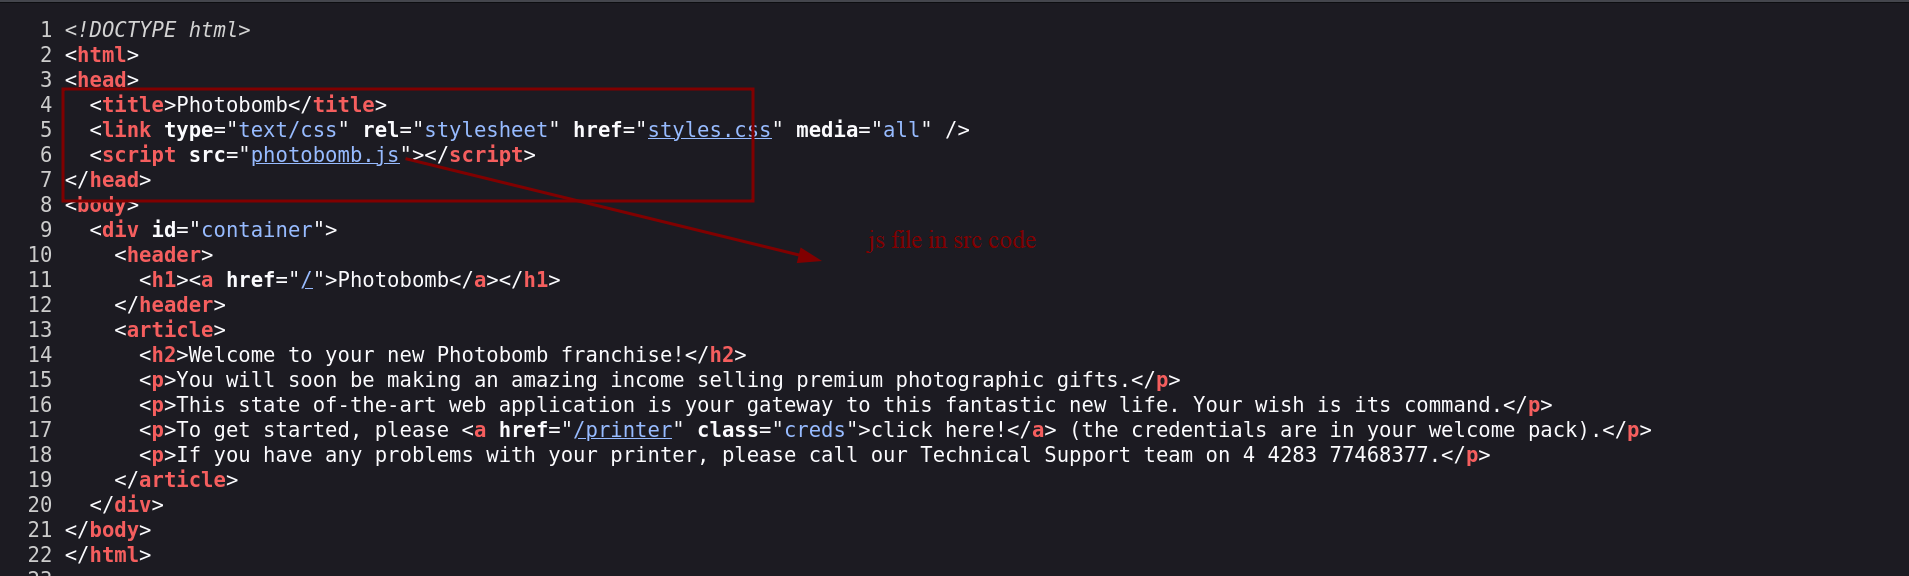 1 <!DOCTYPE html>
2 <html>
3 <head>
4   <title>Photobomb</title>
5   <link type="text/css" rel="stylesheet" href="styles.css" media="all" />
6   <script src="photobomb.js"></script>
7 </head>
8 <body>
9   <div id="container">
js file in src code
10     <header>
11       <h1><a href="/">Photobomb</a></h1>
12     </header>
13     <article>
14       <h2>Welcome to your new Photobomb franchise!</h2>
15       <p>You will soon be making an amazing income selling premium photographic gifts.</p>
16       <p>This state of-the-art web application is your gateway to this fantastic new life. Your wish is its command.</p>
17       <p>To get started, please <a href="/printer" class="creds">click here!</a> (the credentials are in your welcome pack).</p>
18       <p>If you have any problems with your printer, please call our Technical Support team on 4 4283 77468377.</p>
19     </article>
20   </div>
21 </body>
22 </html>
23